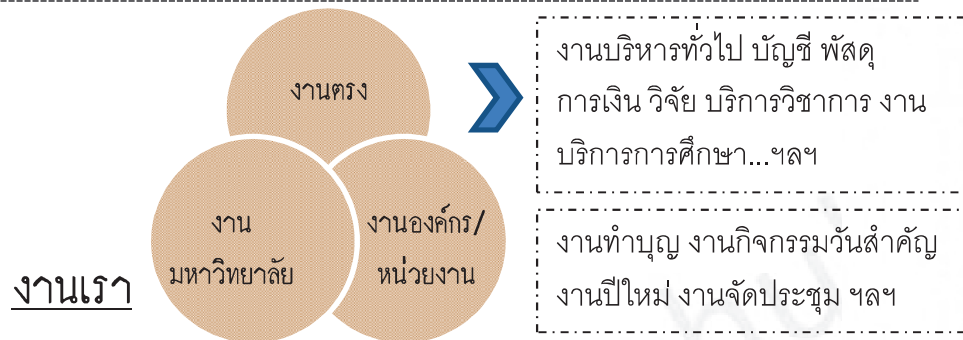 งานตรง
งานบริหารทั่วไป บัญชี พัสดุ
การเงิน วิจัย บริการวิชาการ งาน
บริการการศึกษา...ฯลฯ
งาน
มหาวิทยาลัย
งานองค์กร/
หน่วยงาน
งานทำบุญ งานกิจกรรมวันสำคัญ
งานปีใหม่ งานจัดประชุม ฯลฯ
งานเรา